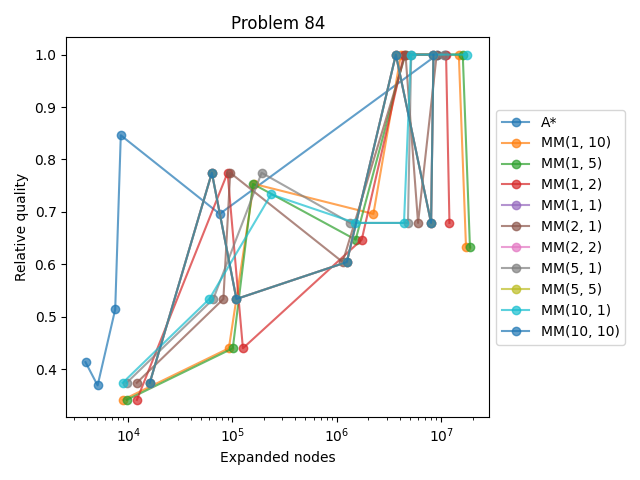 Problem 84
Relative quality
1.0
0.9
0.8
0.7
0.6
0.5
0.4
10^4
10^5
10^6
10^7
Expanded nodes
A*
MM(1, 10)
MM(1, 5)
MM(1, 2)
MM(1, 1)
MM(2, 1)
MM(2, 2)
MM(5, 1)
MM(5, 5)
MM(10, 1)
MM(10, 10)